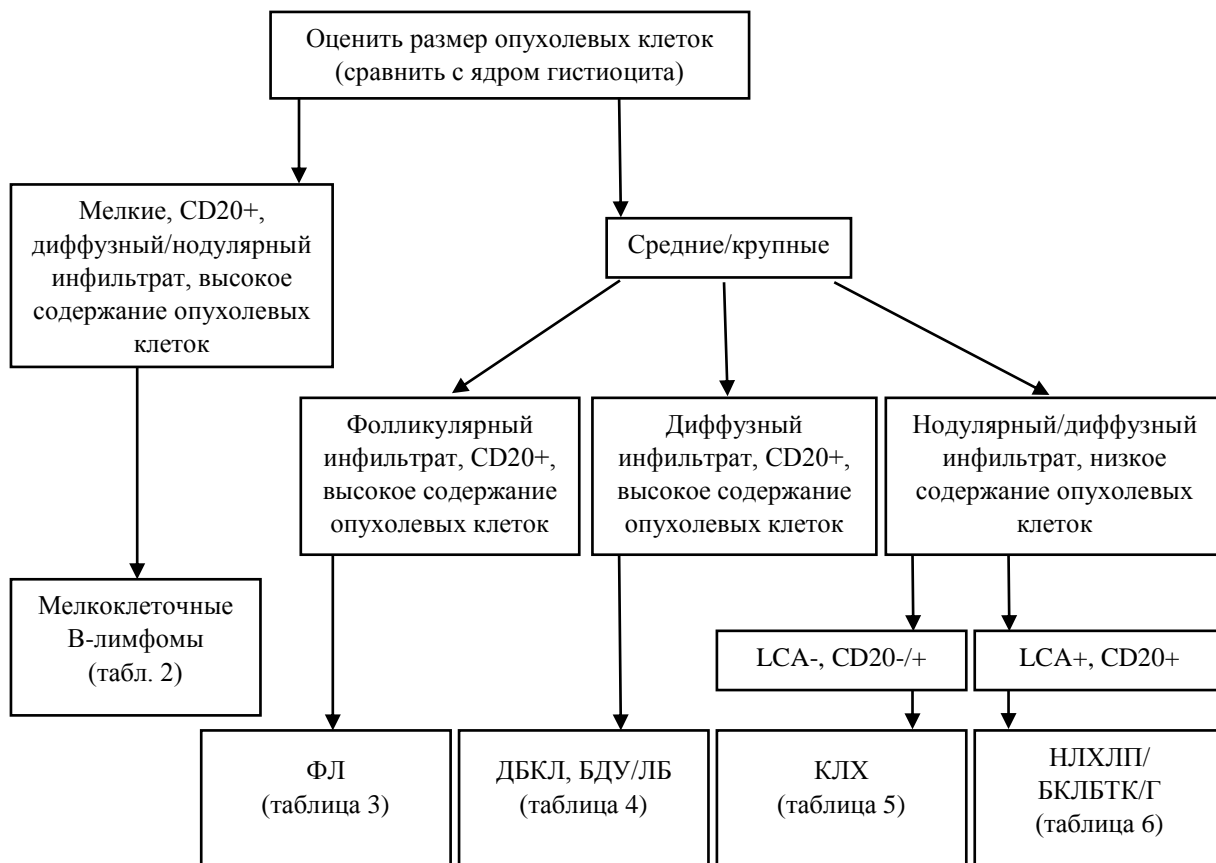 Оценить размер опухолевых клеток
(сравнить с ядром гистиоцита)
Мелкие, CD20+,
диффузный/нодулярный
инфильтрат, высокое
содержание опухолевых
клеток
Средние/крупные
Фолликулярный
инфильтрат, CD20+,
высокое содержание
опухолевых клеток
Диффузный
инфильтрат, CD20+,
высокое содержание
опухолевых клеток
Нодулярный/диффузный
инфильтрат, низкое
содержание опухолевых
клеток
Мелкоклеточные
В-лимфомы
(табл. 2)
LCA-, CD20-/+
LCA+, CD20+
ФЛ
(таблица 3)
ДБКЛ, БДУ/ЛБ
(таблица 4)
КЛХ
(таблица 5)
НЛХЛП/
БКЛБТК/Г
(таблица 6)